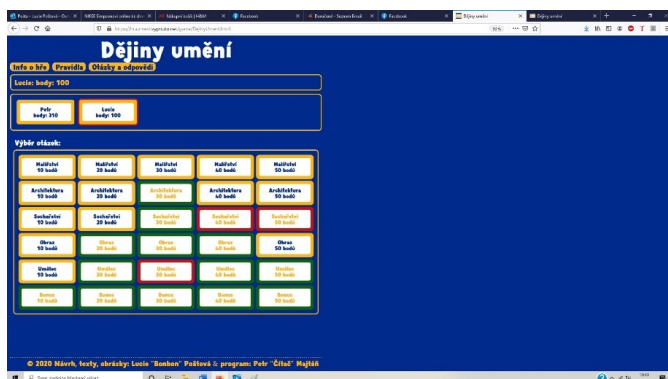 Dějiny umění
Info o hře Pravidla Otázky a odpovědi
Lucie: body: 100
Petr
body: 310
Lucie
body: 100
Výběr otázek:
Malířství 10 bodů Malířství 20 bodů Malířství 30 bodů Malířství 40 bodů Malířství 50 bodů
Architektura 10 bodů Architektura 20 bodů Architektura 30 bodů Architektura 40 bodů Architektura 50 bodů
Sochařství 10 bodů Sochařství 20 bodů Sochařství 30 bodů Sochařství 40 bodů Sochařství 50 bodů
Obraz 10 bodů Obraz 20 bodů Obraz 30 bodů Obraz 40 bodů Obraz 50 bodů
Umělec 10 bodů Umělec 20 bodů Umělec 30 bodů Umělec 40 bodů Umělec 50 bodů
Bonus 10 bodů Bonus 20 bodů Bonus 30 bodů Bonus 40 bodů Bonus 50 bodů
© 2020 Návrh, texty, obrázky: Lucie "Bonbon" Paštová & program: Petr "Čítač" Majtáň